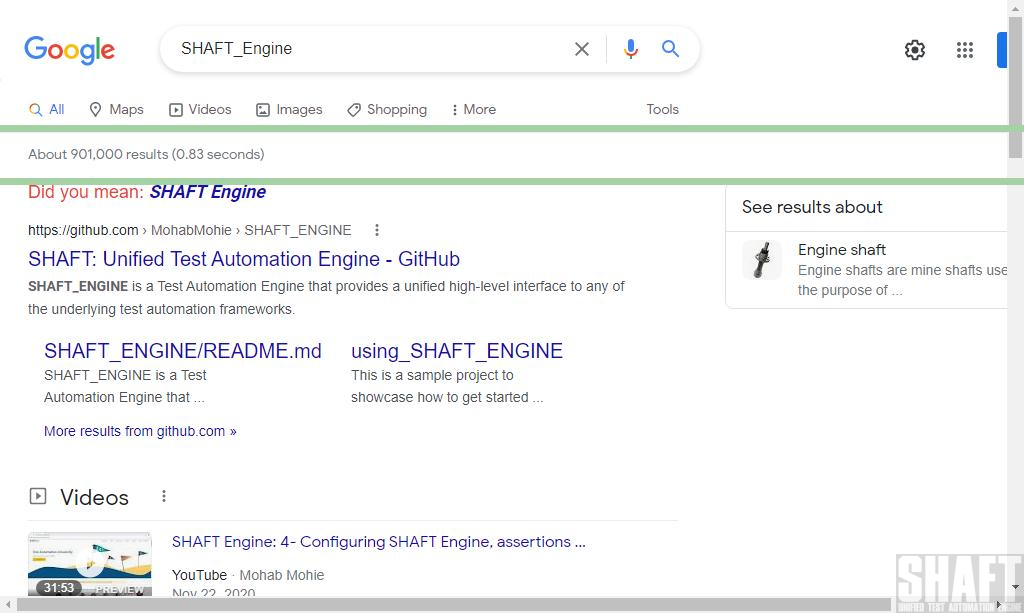 Google
SHAFT_Engine
All Maps Videos Images Shopping More Tools
About 901,000 results (0.83 seconds)
Did you mean: SHAFT Engine
https://github.com › MohabMohie › SHAFT_ENGINE
SHAFT: Unified Test Automation Engine - GitHub
SHAFT_ENGINE is a Test Automation Engine that provides a unified high-level interface to any of
the underlying test automation frameworks.
SHAFT_ENGINE/README.md
SHAFT_ENGINE is a Test
Automation Engine that ...
using_SHAFT_ENGINE
This is a sample project to
showcase how to get started ...
More results from github.com »
See results about
Engine shaft
Engine shafts are mine shafts use
the purpose of ...
Videos
31:53
PREVIEW
SHAFT Engine: 4- Configuring SHAFT Engine, assertions ...
YouTube · Mohab Mohie
Nov 22, 2020
SHAFT
UNIFIED TEST AUTOMATION